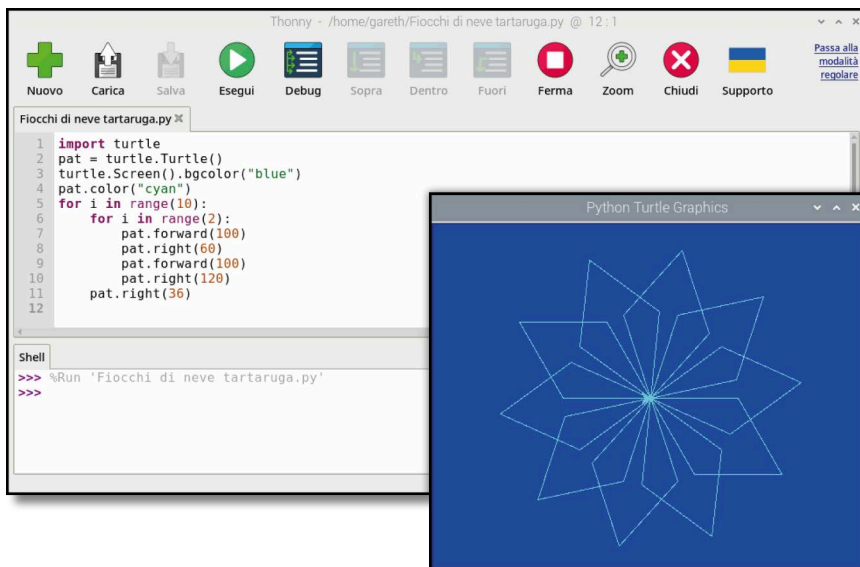 Thonny - /home/gareth/Fiocchi di neve tartaruga.py @ 12:1
Nuovo Carica Salva Esegui Debug Sopra Dentro Fuori Ferma Zoom Chiudi Supporto
Passa alla
modalità
regolare
Fiocchi di neve tartaruga.py
1 import turtle
2 pat = turtle.Turtle()
3 turtle.Screen().bgcolor("blue")
4 pat.color("cyan")
5 for i in range(10):
6     for i in range(2):
7         pat.forward(100)
8         pat.right(60)
9         pat.forward(100)
10         pat.right(120)
11     pat.right(36)
12
Python Turtle Graphics
Shell
>>> %Run 'Fiocchi di neve tartaruga.py'
>>>